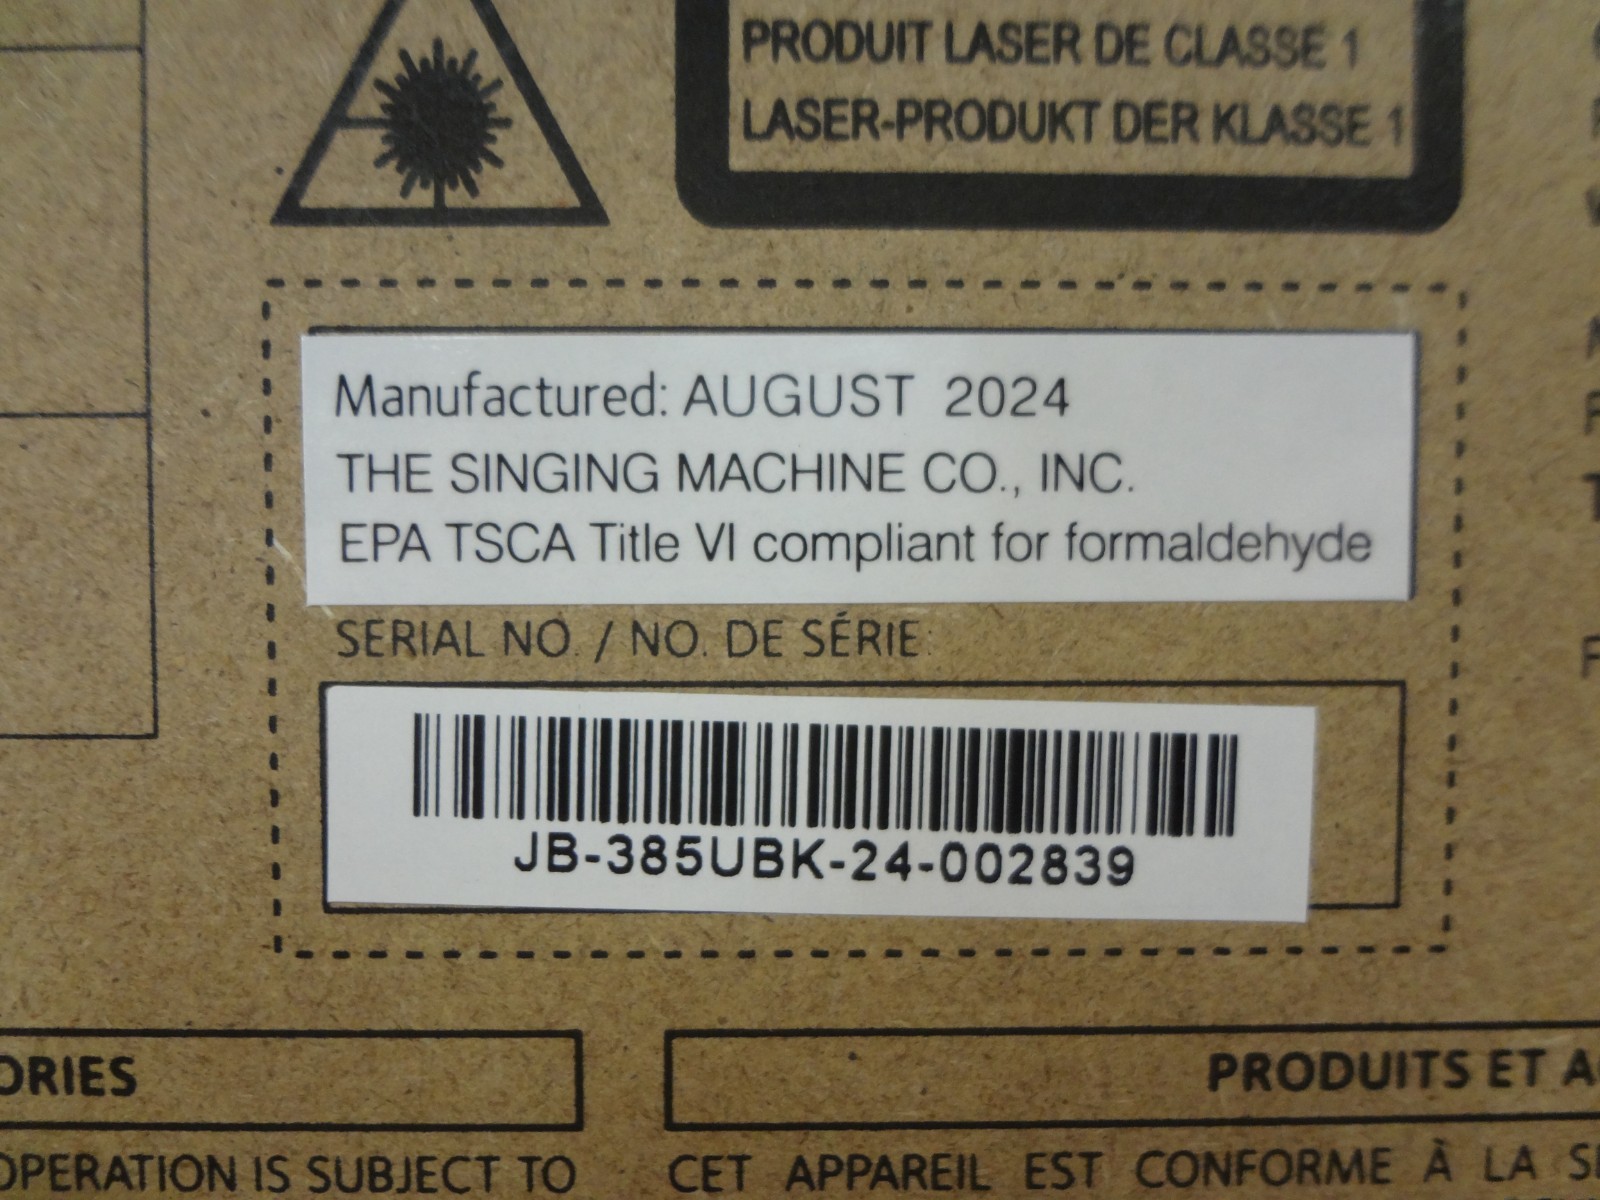 PRODUIT LASER DE CLASSE 1
LASER-PRODUKT DER KLASSE 1
Manufactured: AUGUST 2024
THE SINGING MACHINE CO., INC.
EPA TSCA Title VI compliant for formaldehyde
SERIAL NO. / NO. DE SÉRIE:
JB-385UBK-24-002839
ORIES
PRODUITS ET A
OPERATION IS SUBJECT TO
CET APPAREIL EST CONFORME À LA